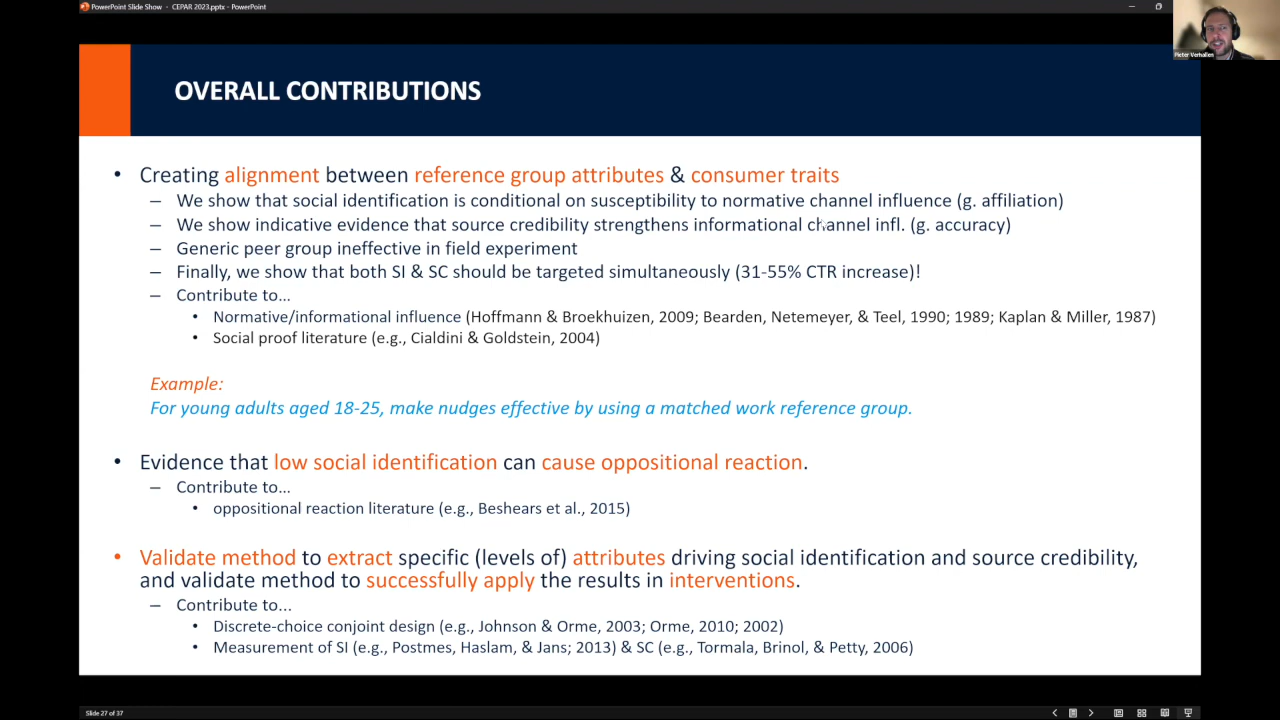 PowerPoint Slide Show - CEPAR 2023.pptx - PowerPoint
Pieter Verhallen
OVERALL CONTRIBUTIONS
• Creating alignment between reference group attributes & consumer traits
– We show that social identification is conditional on susceptibility to normative channel influence (g. affiliation)
– We show indicative evidence that source credibility strengthens informational channel infl. (g. accuracy)
– Generic peer group ineffective in field experiment
– Finally, we show that both SI & SC should be targeted simultaneously (31-55% CTR increase)!
– Contribute to...
• Normative/informational influence (Hoffmann & Broekhuizen, 2009; Bearden, Netemeyer, & Teel, 1990; 1989; Kaplan & Miller, 1987)
• Social proof literature (e.g., Cialdini & Goldstein, 2004)
Example:
For young adults aged 18-25, make nudges effective by using a matched work reference group.
• Evidence that low social identification can cause oppositional reaction.
– Contribute to...
• oppositional reaction literature (e.g., Beshears et al., 2015)
• Validate method to extract specific (levels of) attributes driving social identification and source credibility,
and validate method to successfully apply the results in interventions.
– Contribute to...
• Discrete-choice conjoint design (e.g., Johnson & Orme, 2003; Orme, 2010; 2002)
• Measurement of SI (e.g., Postmes, Haslam, & Jans; 2013) & SC (e.g., Tormala, Brinol, & Petty, 2006)
Slide 27 of 37